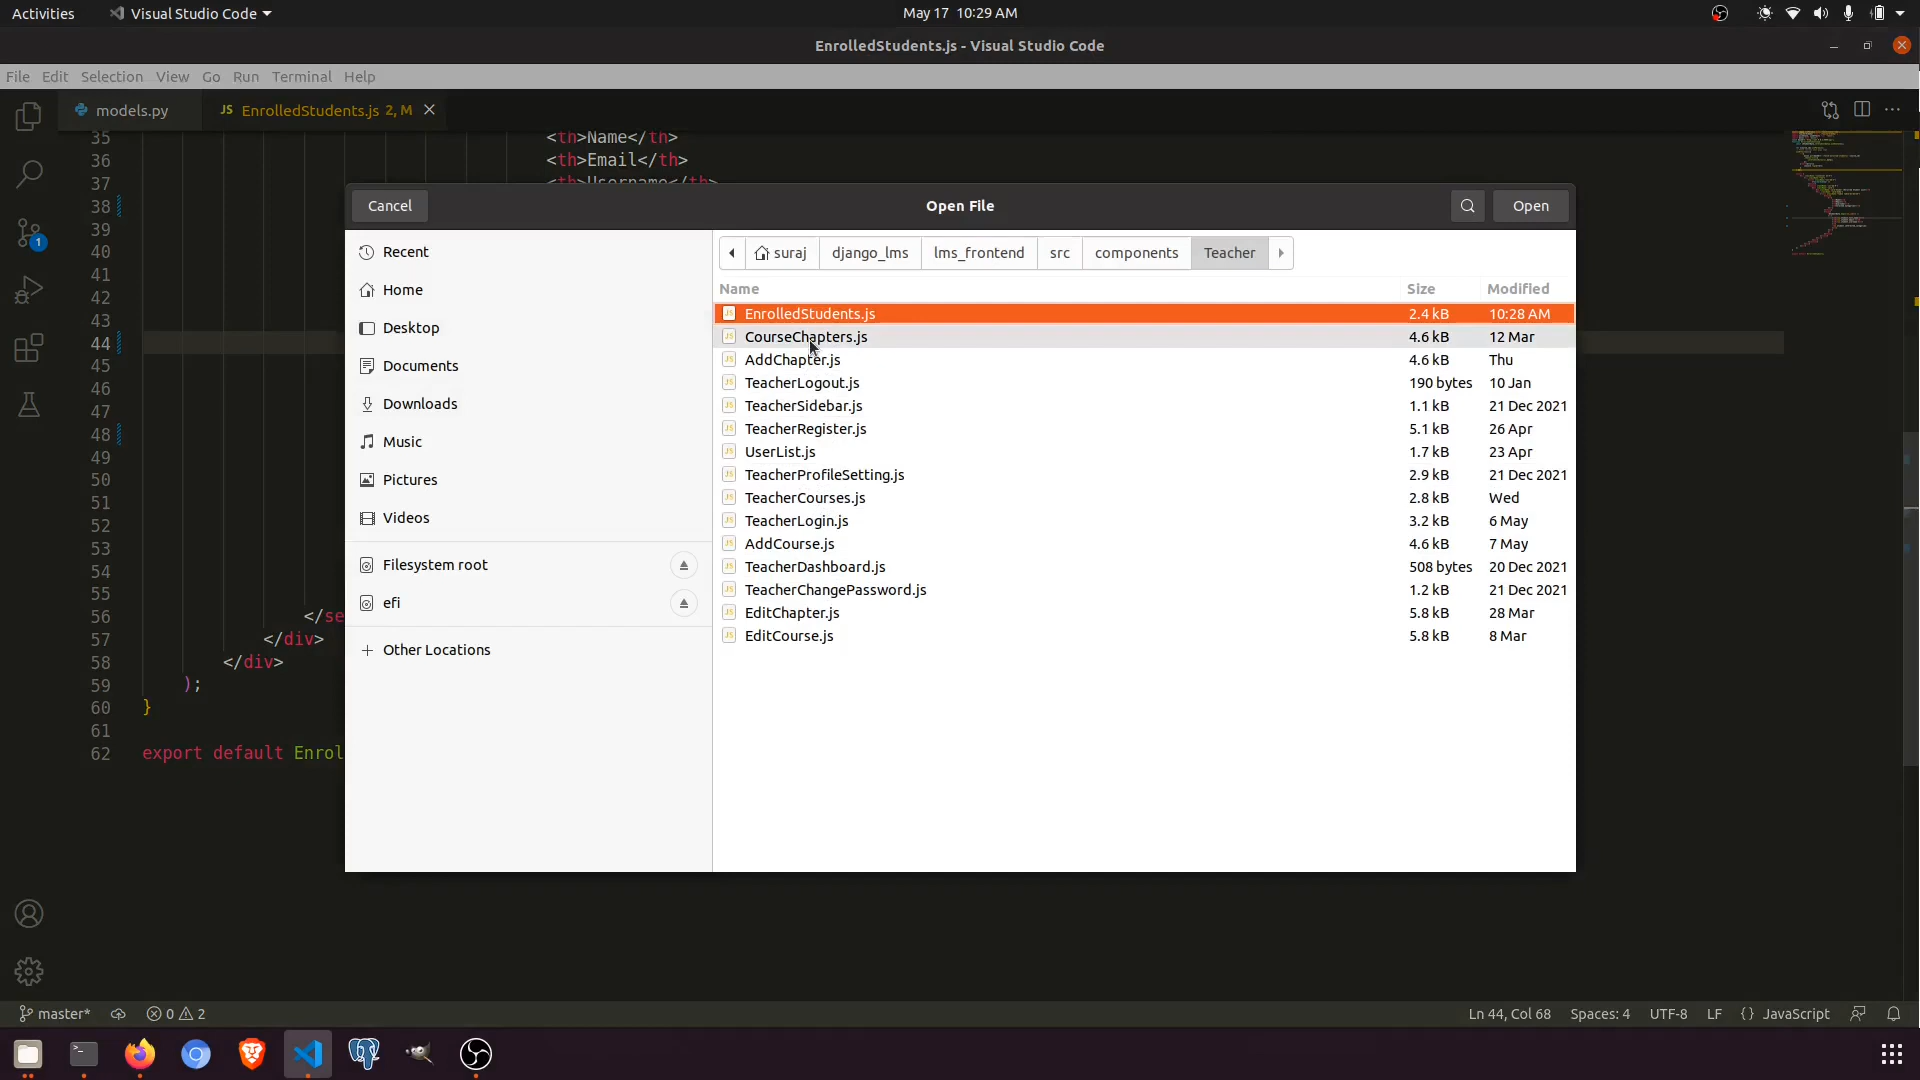 Activities
Visual Studio Code
May 17 10:29 AM
EnrolledStudents.js - Visual Studio Code
File Edit Selection View Go Run Terminal Help
models.py
JS EnrolledStudents.js 2, M
35 <th>Name</th>
36 <th>Email</th>
37 <th>Username</th>
38
39
40
41
42
43
44
45
46
47
48
49
50
51
52
53
54
55
56 </se
57 </div>
58 </div>
59 );
60 }
61
62 export default Enrol
1
Cancel
Open File
Open
Recent
Home
Desktop
Documents
Downloads
Music
Pictures
Videos
Filesystem root
efi
+ Other Locations
suraj django_lms lms_frontend src components Teacher
Name Size Modified
EnrolledStudents.js 2.4 kB 10:28 AM
CourseChapters.js 4.6 kB 12 Mar
AddChapter.js 4.6 kB Thu
TeacherLogout.js 190 bytes 10 Jan
TeacherSidebar.js 1.1 kB 21 Dec 2021
TeacherRegister.js 5.1 kB 26 Apr
UserList.js 1.7 kB 23 Apr
TeacherProfileSetting.js 2.9 kB 21 Dec 2021
TeacherCourses.js 2.8 kB Wed
TeacherLogin.js 3.2 kB 6 May
AddCourse.js 4.6 kB 7 May
TeacherDashboard.js 508 bytes 20 Dec 2021
TeacherChangePassword.js 1.2 kB 21 Dec 2021
EditChapter.js 5.8 kB 28 Mar
EditCourse.js 5.8 kB 8 Mar
master* 0 2
Ln 44, Col 68 Spaces: 4 UTF-8 LF {} JavaScript